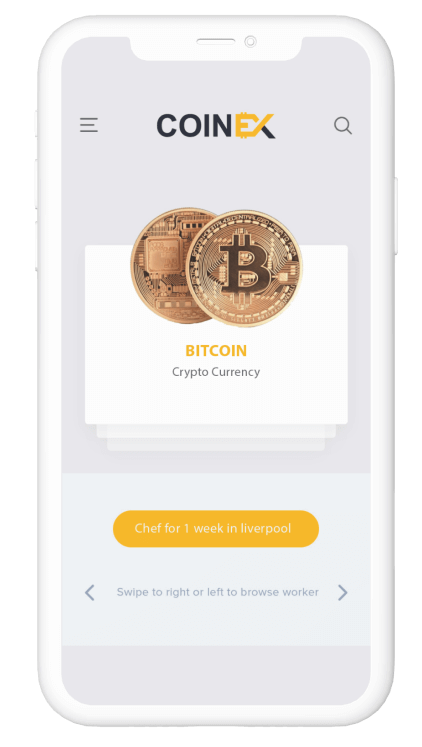 COINEX
BITCOIN
Crypto Currency
Chef for 1 week in liverpool
Swipe to right or left to browse worker